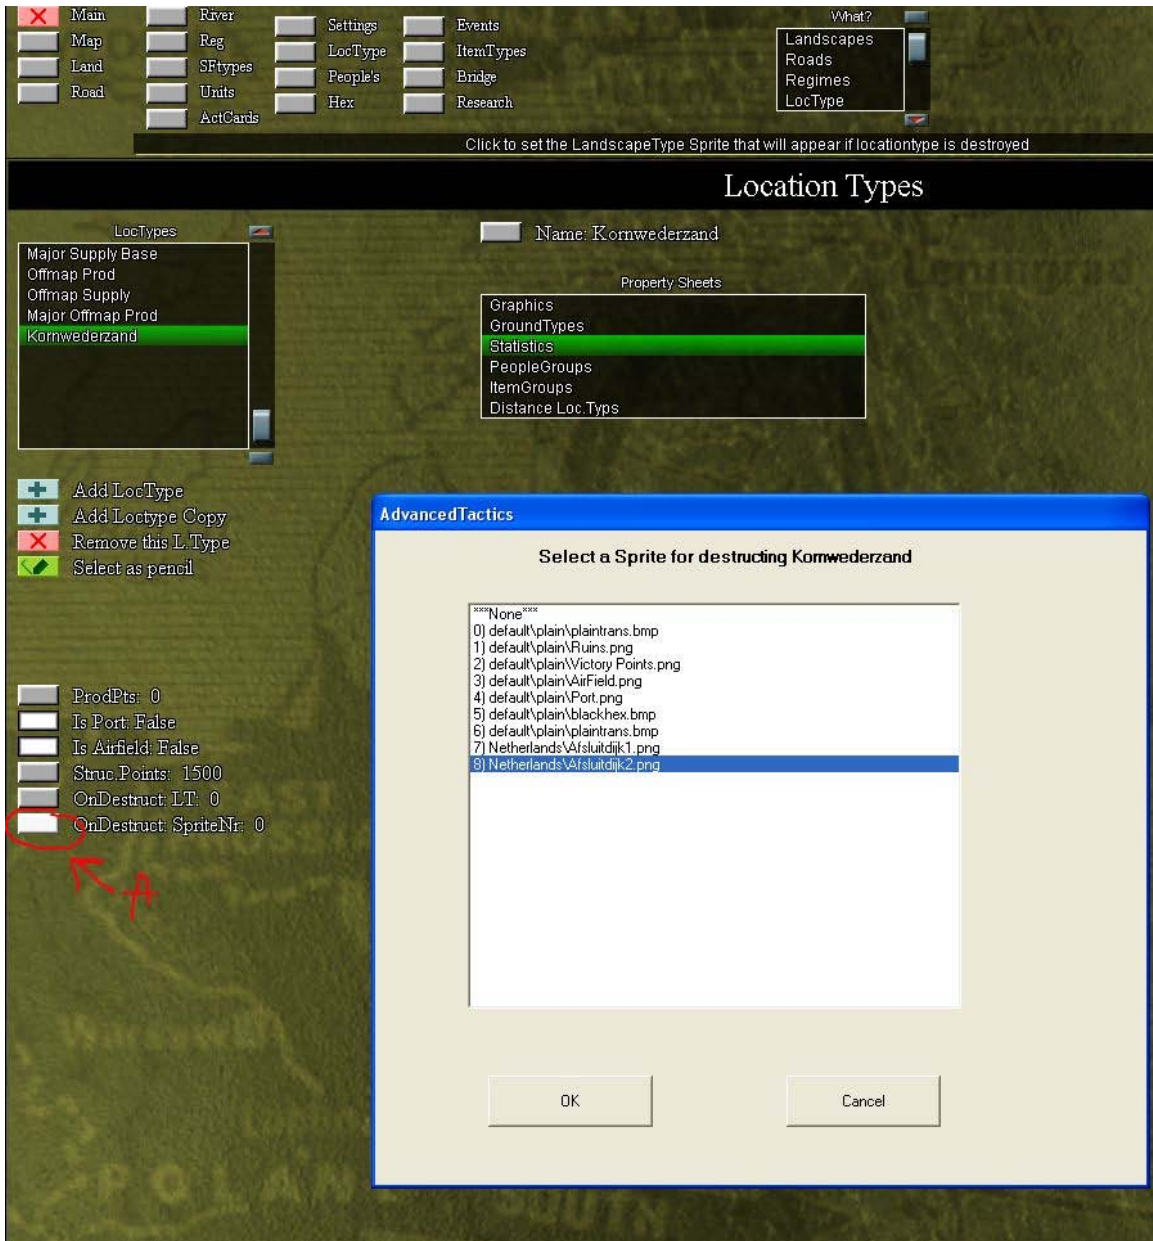 Main River Settings Events What?
Map Reg LocType ItemTypes Landscapes
Land SFtypes People's Bridge Roads
Road Units Hex Research Regimes
ActCards LocType
Click to set the LandscapeType Sprite that will appear if locationtype is destroyed
Location Types
LocTypes
Major Supply Base
Offmap Prod
Offmap Supply
Major Offmap Prod
Kornwederzand
Name: Kornwederzand
Property Sheets
Graphics
GroundTypes
Statistics
PeopleGroups
ItemGroups
Distance Loc.Typs
Add LocType
Add Loctype Copy
Remove this L.Type
Select as pencil
ProdPts: 0
Is Port: False
Is Airfield: False
Struc.Points: 1500
OnDestruct: LT: 0
OnDestruct: SpriteNr: 0
A
AdvancedTactics
Select a Sprite for destructing Kornwederzand
***None***
0) default\plain\plaintrans.bmp
1) default\plain\Ruins.png
2) default\plain\Victory Points.png
3) default\plain\AirField.png
4) default\plain\Port.png
5) default\plain\blackhex.bmp
6) default\plain\plaintrans.bmp
7) Netherlands\Afsluitdijk1.png
8) Netherlands\Afsluitdijk2.png
OK Cancel
POLAN